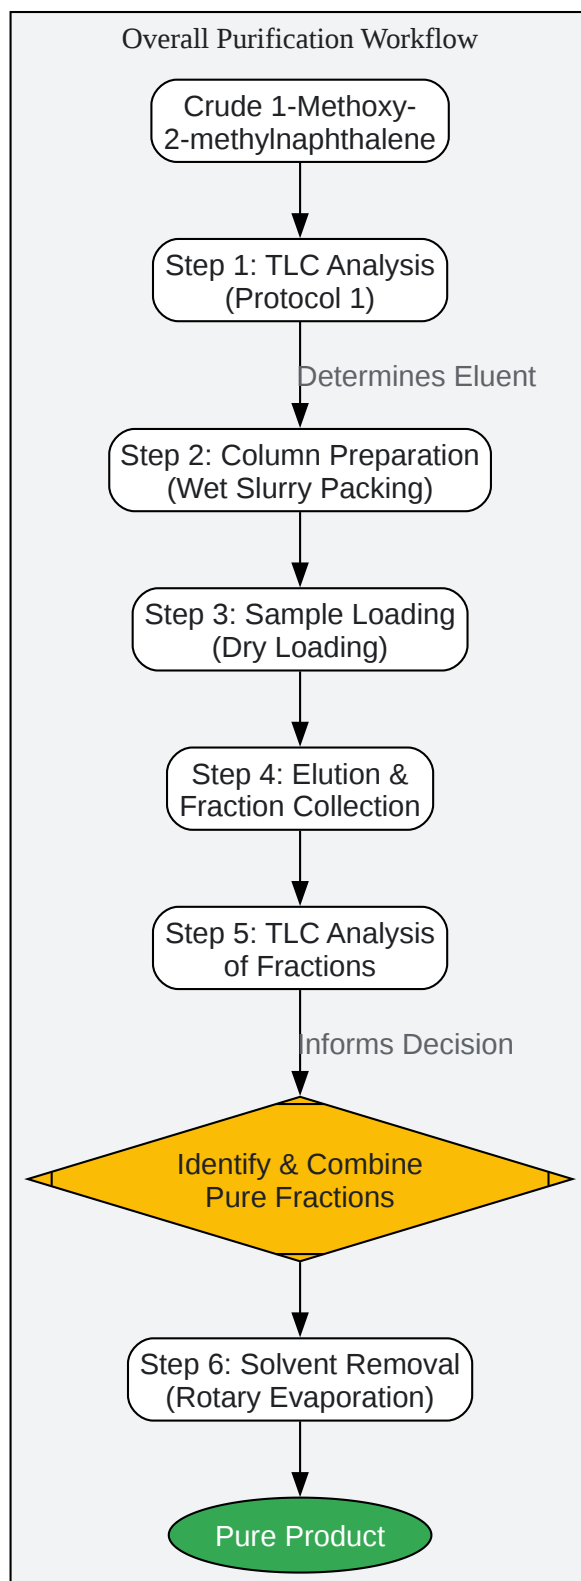 Overall Purification Workflow
Crude 1-Methoxy-
2-methylnaphthalene
Step 1: TLC Analysis
(Protocol 1)
Determines Eluent
Step 2: Column Preparation
(Wet Slurry Packing)
Step 3: Sample Loading
(Dry Loading)
Step 4: Elution &
Fraction Collection
Step 5: TLC Analysis
of Fractions
Informs Decision
Identify & Combine
Pure Fractions
Step 6: Solvent Removal
(Rotary Evaporation)
Pure Product